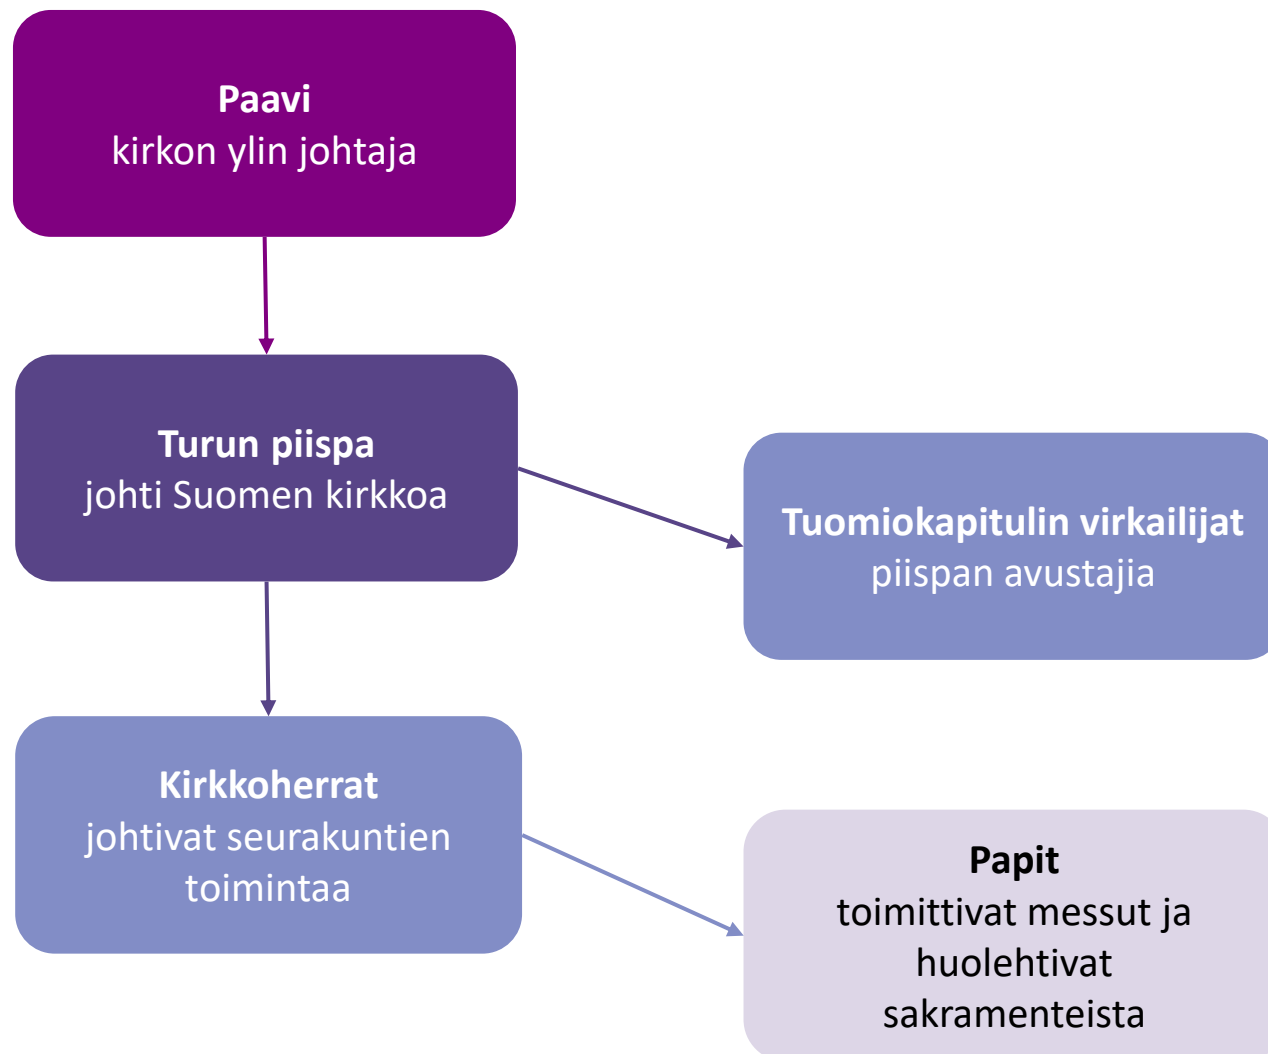 Paavi
kirkon ylin johtaja
Turun piispa
johti Suomen kirkkoa
Tuomiokapitulin virkailijat
piispan avustajia
Kirkkoherrat
johtivat seurakuntien
toimintaa
Papit
toimittivat messut ja
huolehtivat
sakramenteista